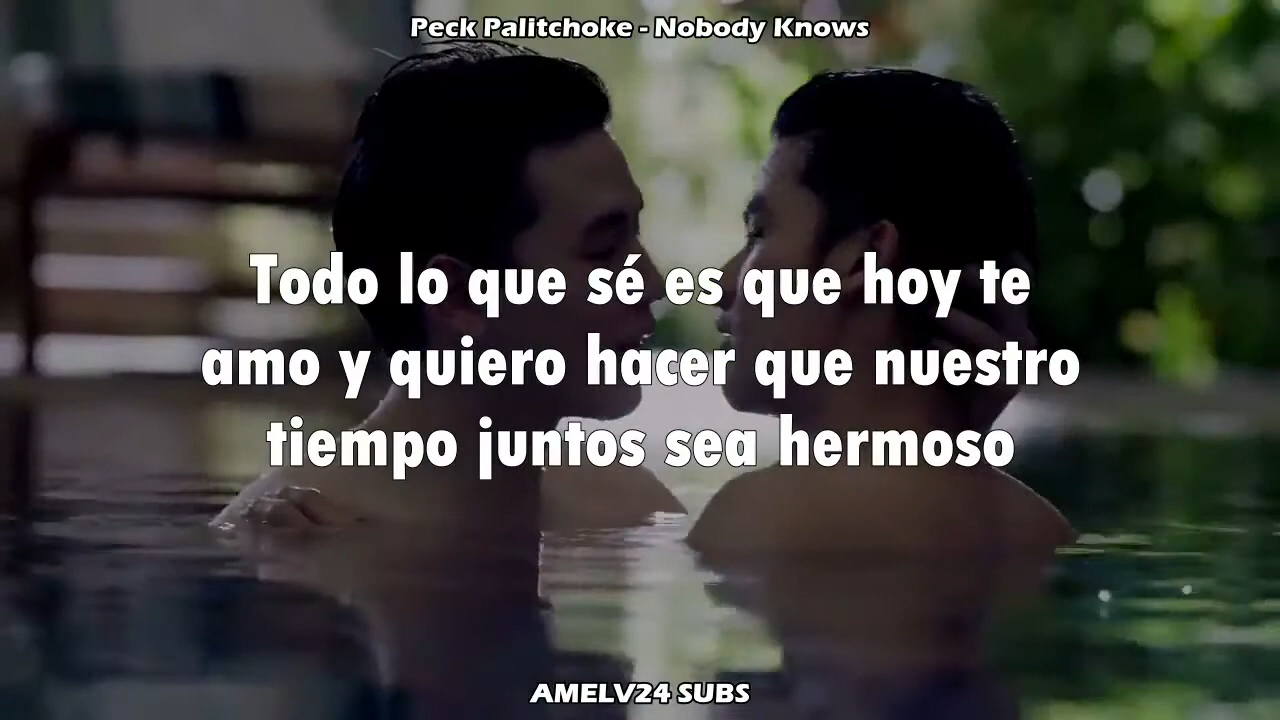 Peck Palitchoke - Nobody Knows
Todo lo que sé es que hoy te
amo y quiero hacer que nuestro
tiempo juntos sea hermoso
AMELV24 SUBS